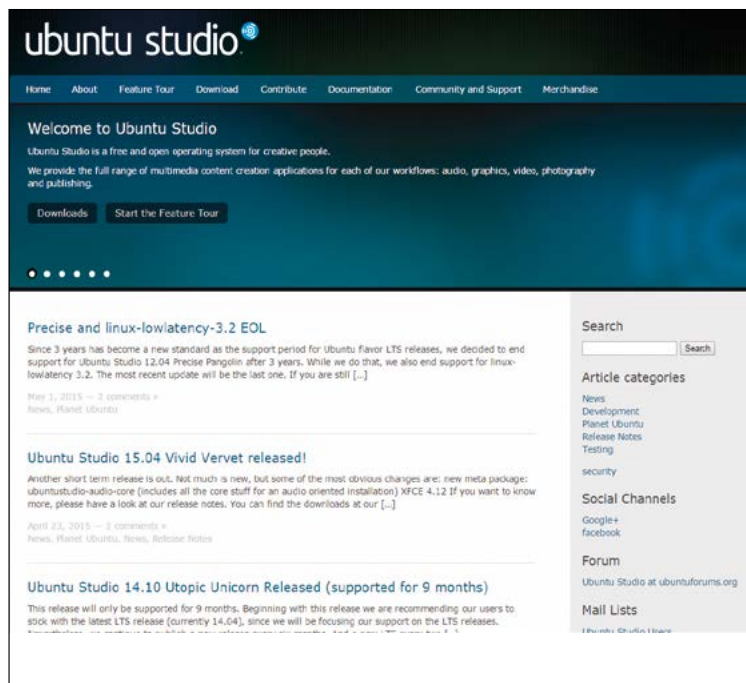 ubuntu studio
Home About Feature Tour Download Contribute Documentation Community and Support Merchandise
Welcome to Ubuntu Studio
Ubuntu Studio is a free and open operating system for creative people.
We provide the full range of multimedia content creation applications for each of our workflows: audio, graphics, video, photography
and publishing.
Downloads Start the Feature Tour
Precise and linux-lowlatency-3.2 EOL
Since 3 years has become a new standard as the support period for Ubuntu flavor LTS releases, we decided to end
support for Ubuntu Studio 12.04 Precise Pangolin after 3 years. While we do that, we also end support for linux-
lowlatency 3.2. The most recent update will be the last one. If you are still [...]
May 1, 2015 — 2 comments »
News, Planet Ubuntu
Ubuntu Studio 15.04 Vivid Vervet released!
Another short term release is out. Not much is new, but some of the most obvious changes are: new meta package:
ubuntustudio-audio-core (includes all the core stuff for an audio oriented installation) XFCE 4.12 If you want to know
more, please have a look at our release notes. You can find the downloads at our [...]
April 23, 2015 — 2 comments »
News, Planet Ubuntu, News, Release Notes
Ubuntu Studio 14.10 Utopic Unicorn Released (supported for 9 months)
This release will only be supported for 9 months. Beginning with this release we are recommending our users to
stick with the latest LTS release (currently 14.04), since we will be focusing our support on the LTS releases.
Search
Search
Article categories
News
Development
Planet Ubuntu
Release Notes
Testing
security
Social Channels
Google+
facebook
Forum
Ubuntu Studio at ubuntuforums.org
Mail Lists
Ubuntu Studio Users